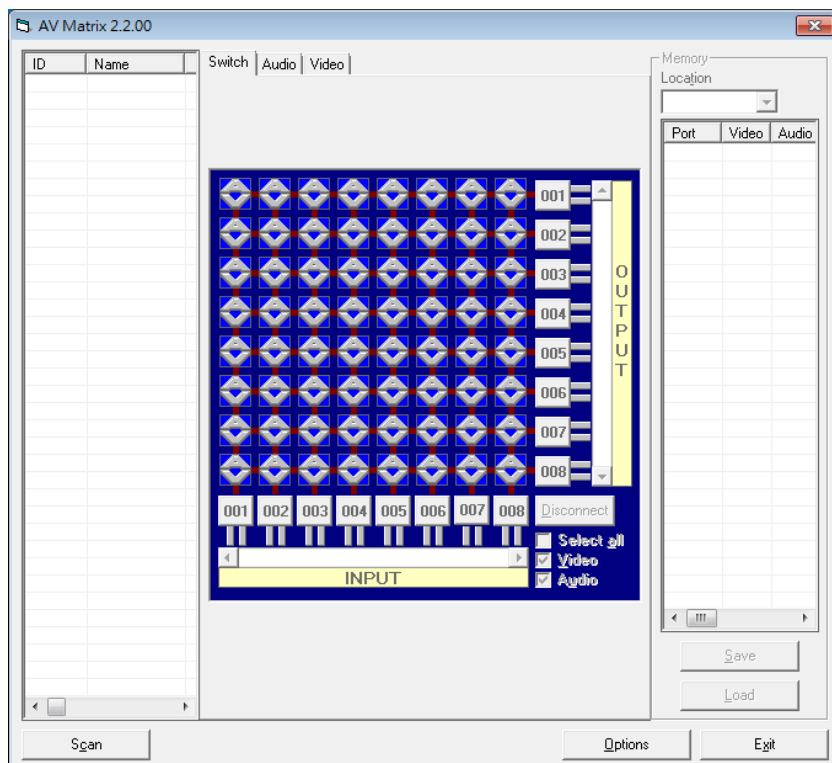 AV Matrix 2.2.00
ID Name
Switch Audio Video
Memory
Location
Port Video Audio
001
002
003
004
005
006
007
008
OUTPUT
001 002 003 004 005 006 007 008
Disconnect
Select all
Video
Audio
INPUT
Save
Load
Scan
Options
Exit